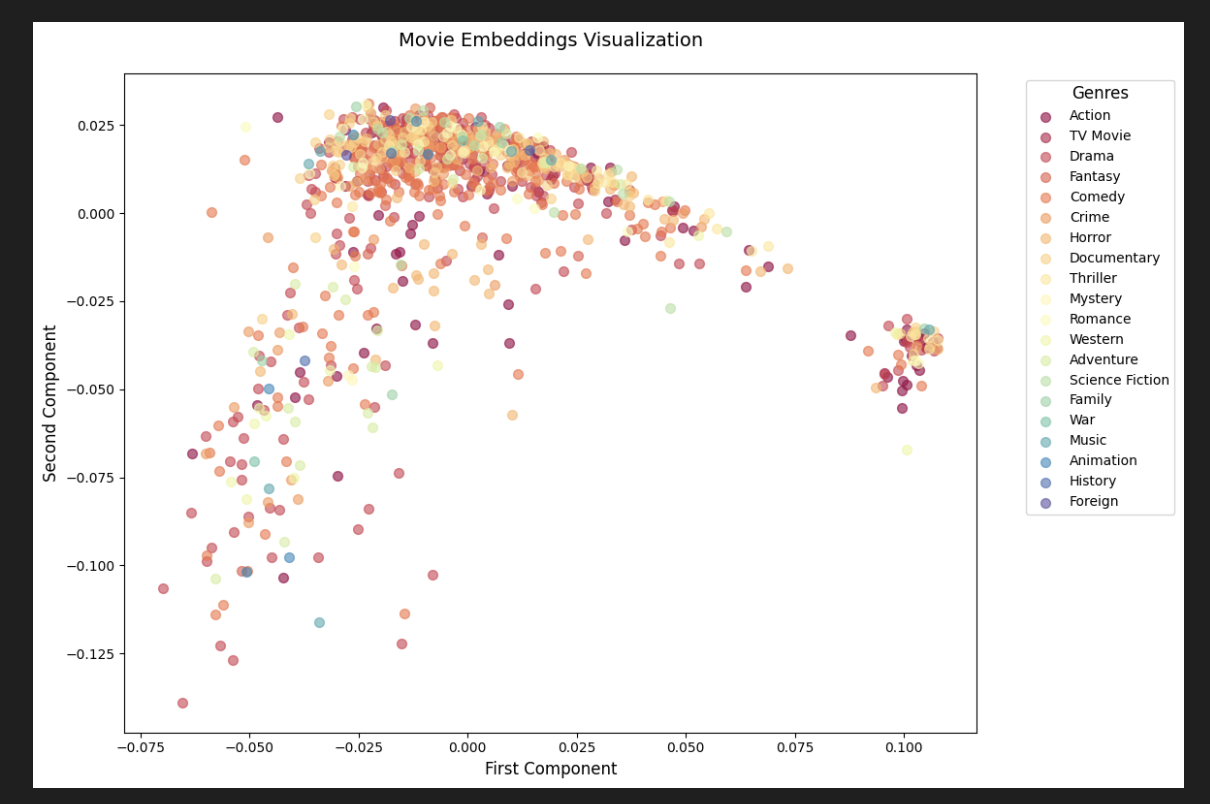 Movie Embeddings Visualization
Genres
Action
TV Movie
Drama
Fantasy
Comedy
Crime
Horror
Documentary
Thriller
Mystery
Romance
Western
Adventure
Science Fiction
Family
War
Music
Animation
History
Foreign
Second Component
0.025
0.000
−0.025
−0.050
−0.075
−0.100
−0.125
−0.075
−0.050
−0.025
0.000
0.025
0.050
0.075
0.100
First Component